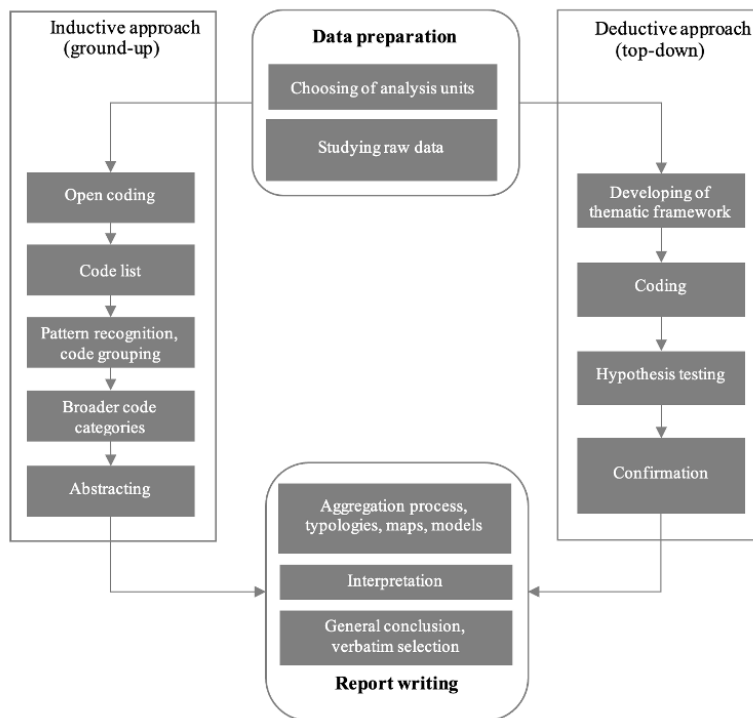 Inductive approach
(ground-up)
Data preparation
Choosing of analysis units
Studying raw data
Deductive approach
(top-down)
Open coding
Code list
Pattern recognition,
code grouping
Broader code
categories
Abstracting
Developing of
thematic framework
Coding
Hypothesis testing
Confirmation
Aggregation process,
typologies, maps, models
Interpretation
General conclusion,
verbatim selection
Report writing